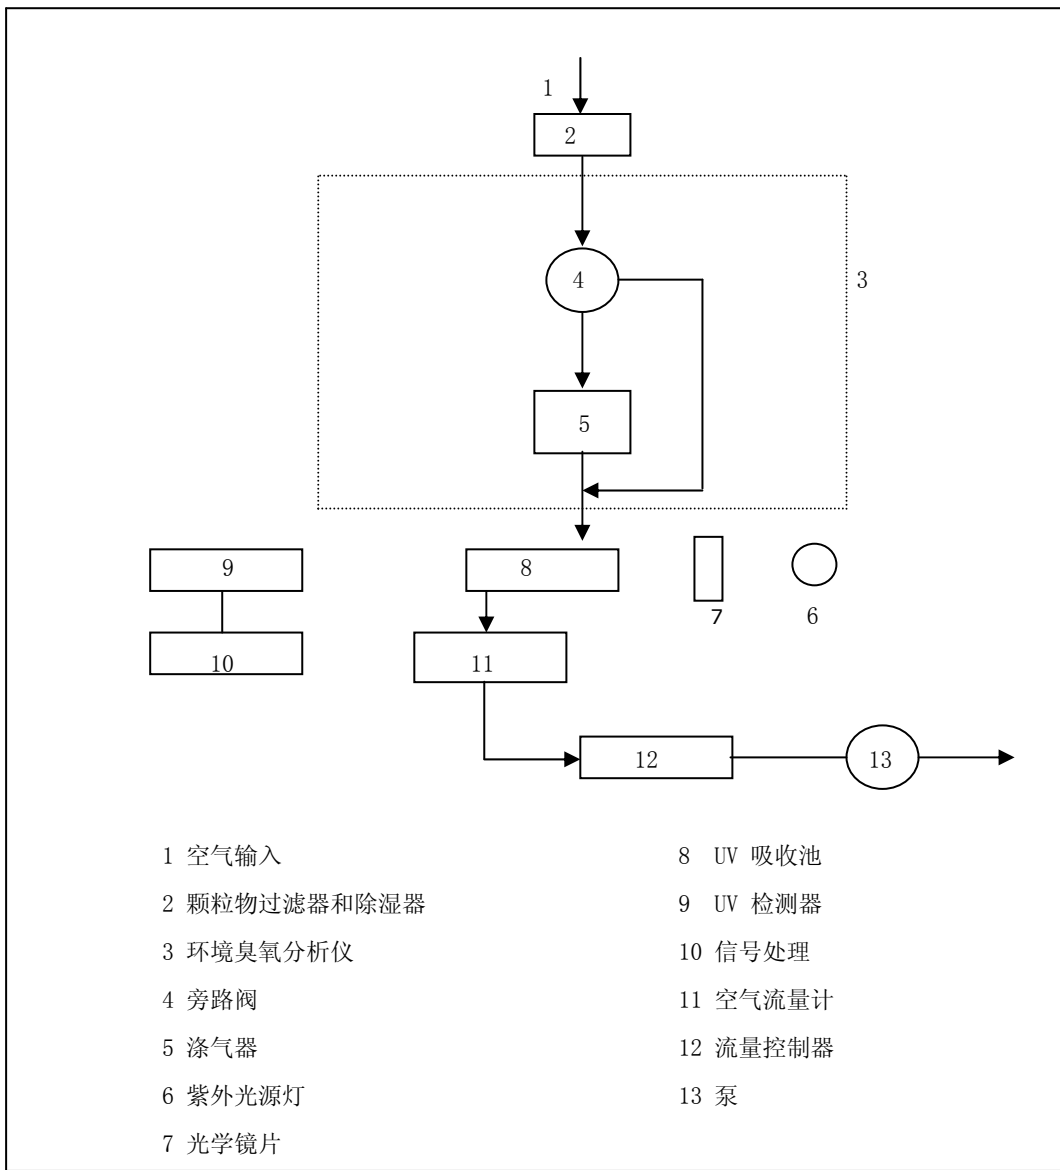 1
2
4
3
5
9
8
7
6
10
11
12
13
1 空气输入
2 颗粒物过滤器和除湿器
3 环境臭氧分析仪
4 旁路阀
5 涤气器
6 紫外光源灯
7 光学镜片
8 UV 吸收池
9 UV 检测器
10 信号处理
11 空气流量计
12 流量控制器
13 泵